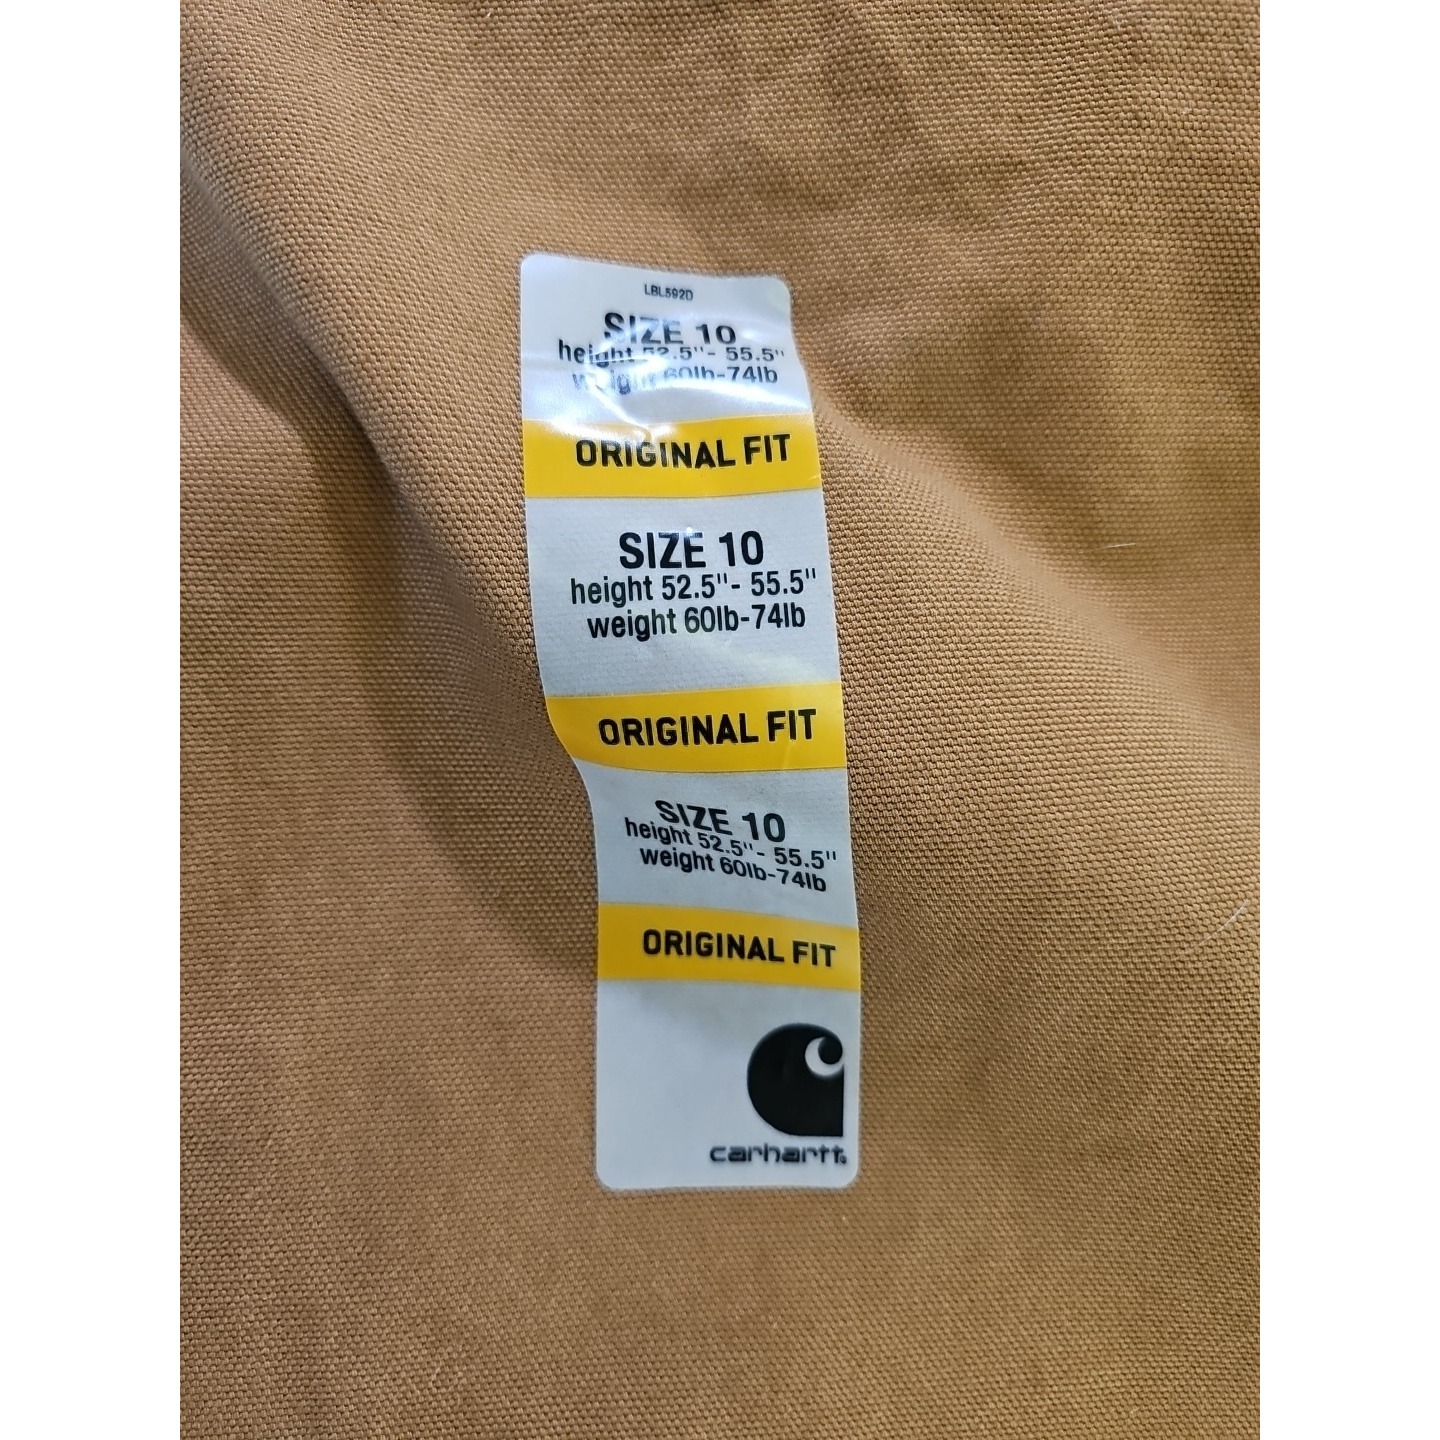 LBL592D
SIZE 10
height 52.5"- 55.5"
weight 60lb-74lb
ORIGINAL FIT
SIZE 10
height 52.5"- 55.5"
weight 60lb-74lb
ORIGINAL FIT
SIZE 10
height 52.5"- 55.5"
weight 60lb-74lb
ORIGINAL FIT
carhartt